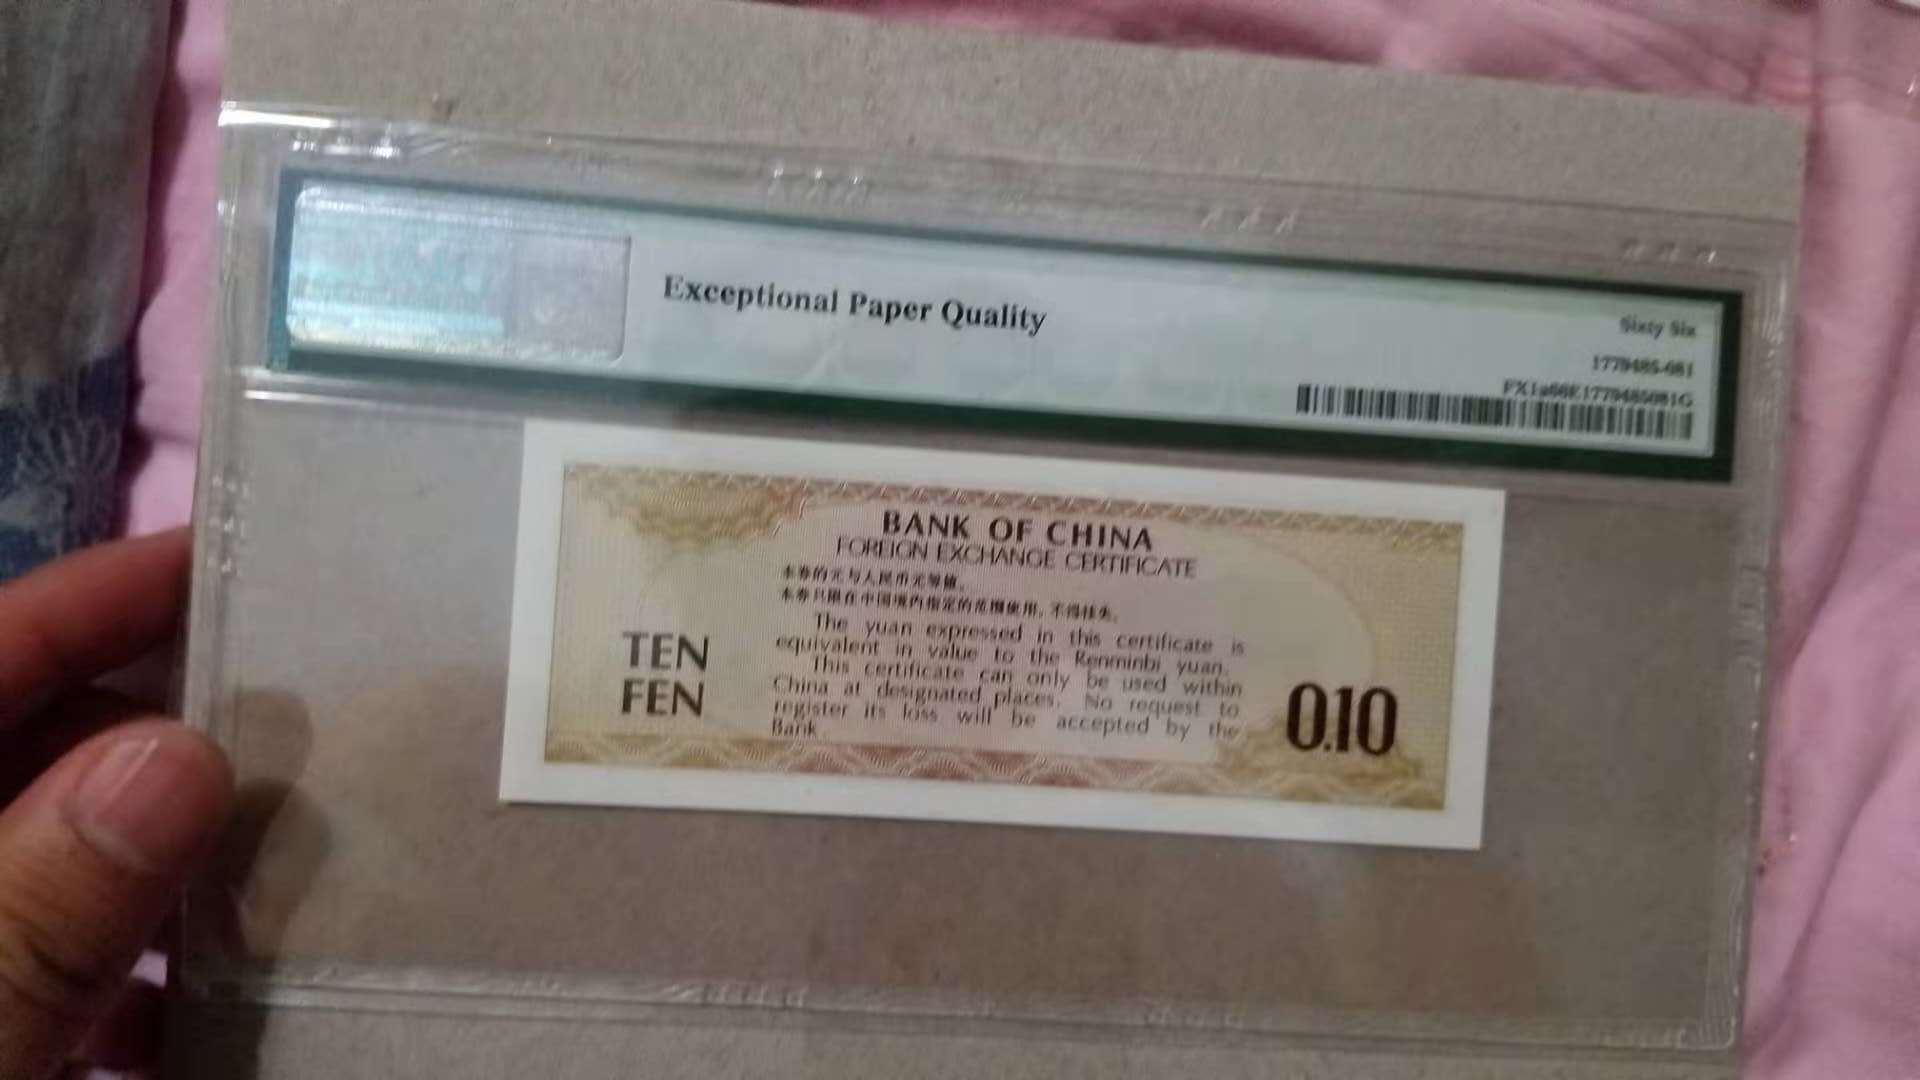 Exceptional Paper Quality
Sixty Six
1779485-081
FX1a66E1779485081G
BANK OF CHINA
FOREIGN EXCHANGE CERTIFICATE
本券的元与人民币元等值。
本券只限在中国境内指定的范围使用，不得挂失。
The yuan expressed in this certificate is
equivalent in value to the Renminbi yuan.
This certificate can only be used within
China at designated places. No request to
register its loss will be accepted by the
Bank
TEN
FEN
0.10